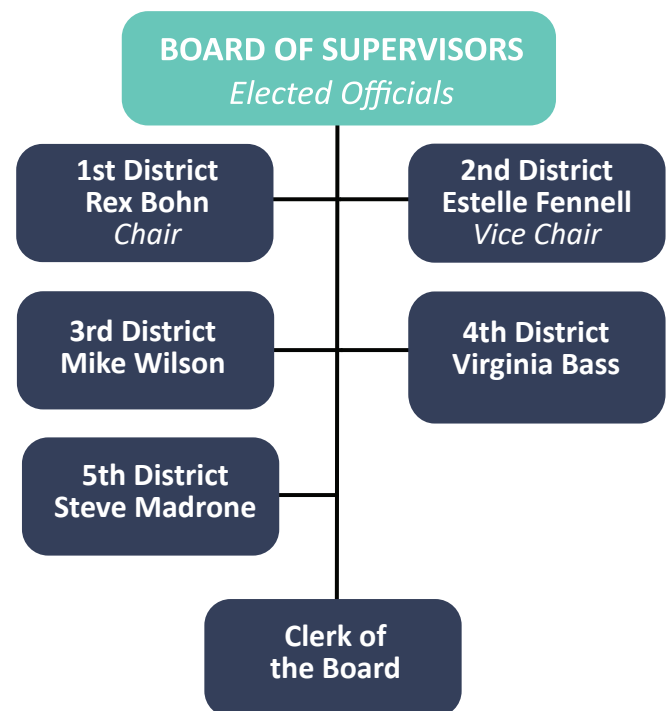 BOARD OF SUPERVISORS
Elected Officials
1st District
Rex Bohn
Chair
2nd District
Estelle Fennell
Vice Chair
3rd District
Mike Wilson
4th District
Virginia Bass
5th District
Steve Madrone
Clerk of
the Board